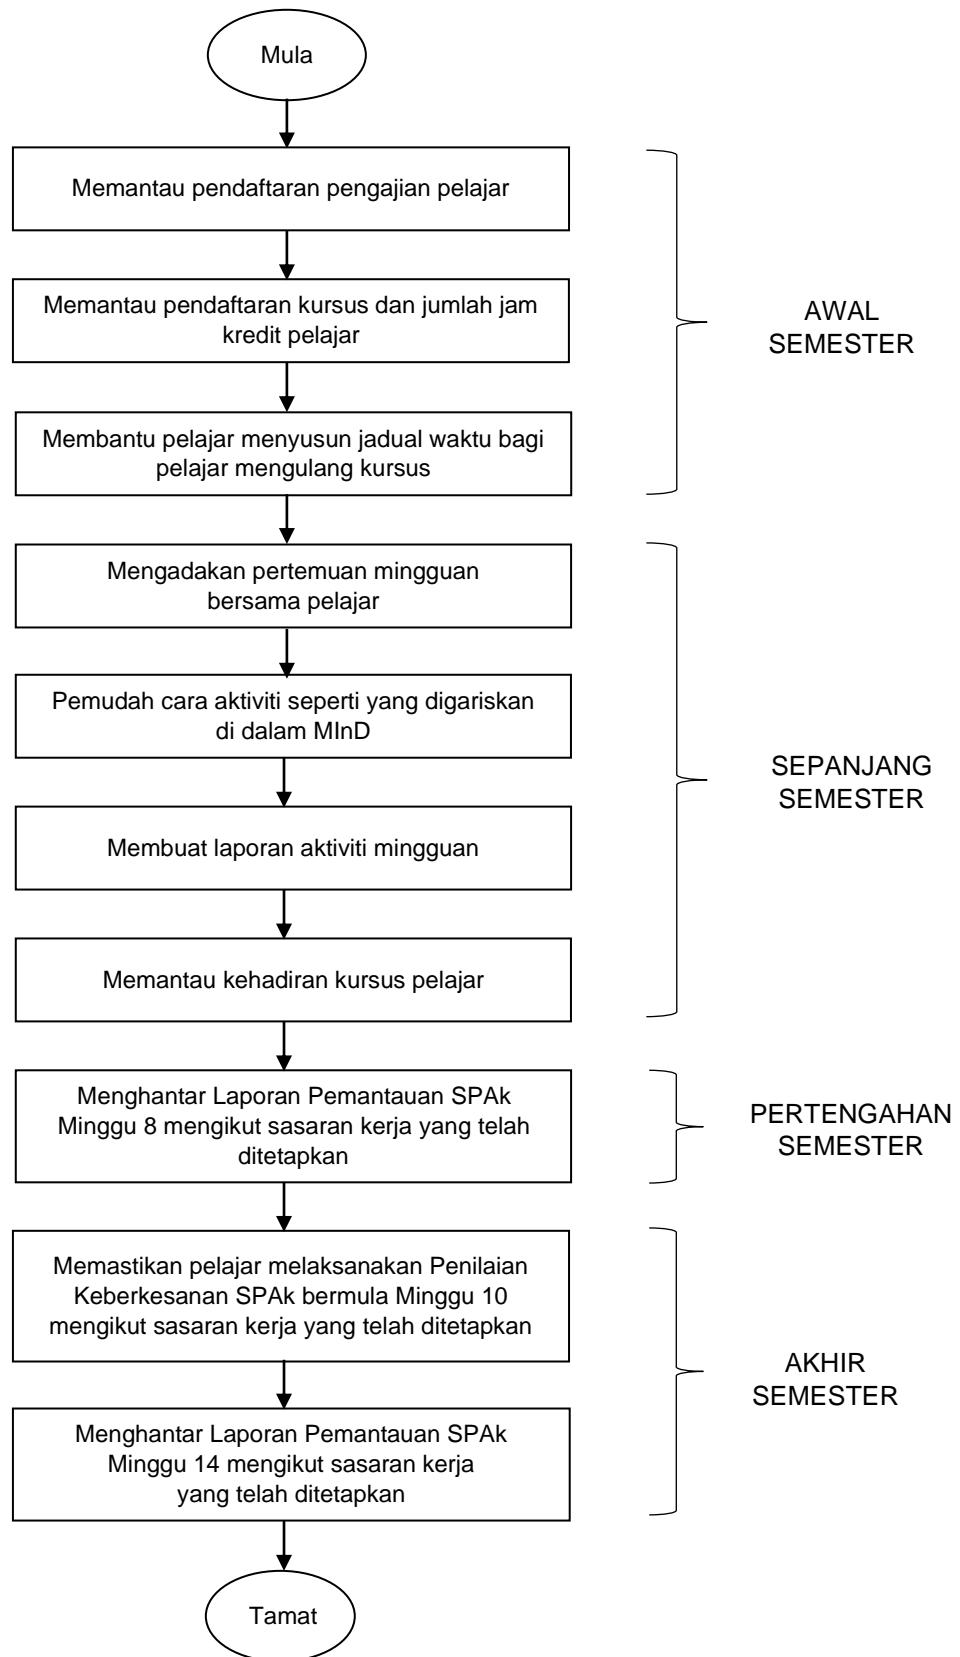 Mula
Memantau pendaftaran pengajian pelajar
Memantau pendaftaran kursus dan jumlah jam
kredit pelajar
Membantu pelajar menyusun jadual waktu bagi
pelajar mengulang kursus
AWAL
SEMESTER
Mengadakan pertemuan mingguan
bersama pelajar
Pemudah cara aktiviti seperti yang digariskan
di dalam MInD
Membuat laporan aktiviti mingguan
Memantau kehadiran kursus pelajar
SEPANJANG
SEMESTER
Menghantar Laporan Pemantauan SPAk
Minggu 8 mengikut sasaran kerja yang telah
ditetapkan
PERTENGAHAN
SEMESTER
Memastikan pelajar melaksanakan Penilaian
Keberkesanan SPAk bermula Minggu 10
mengikut sasaran kerja yang telah ditetapkan
Menghantar Laporan Pemantauan SPAk
Minggu 14 mengikut sasaran kerja
yang telah ditetapkan
AKHIR
SEMESTER
Tamat